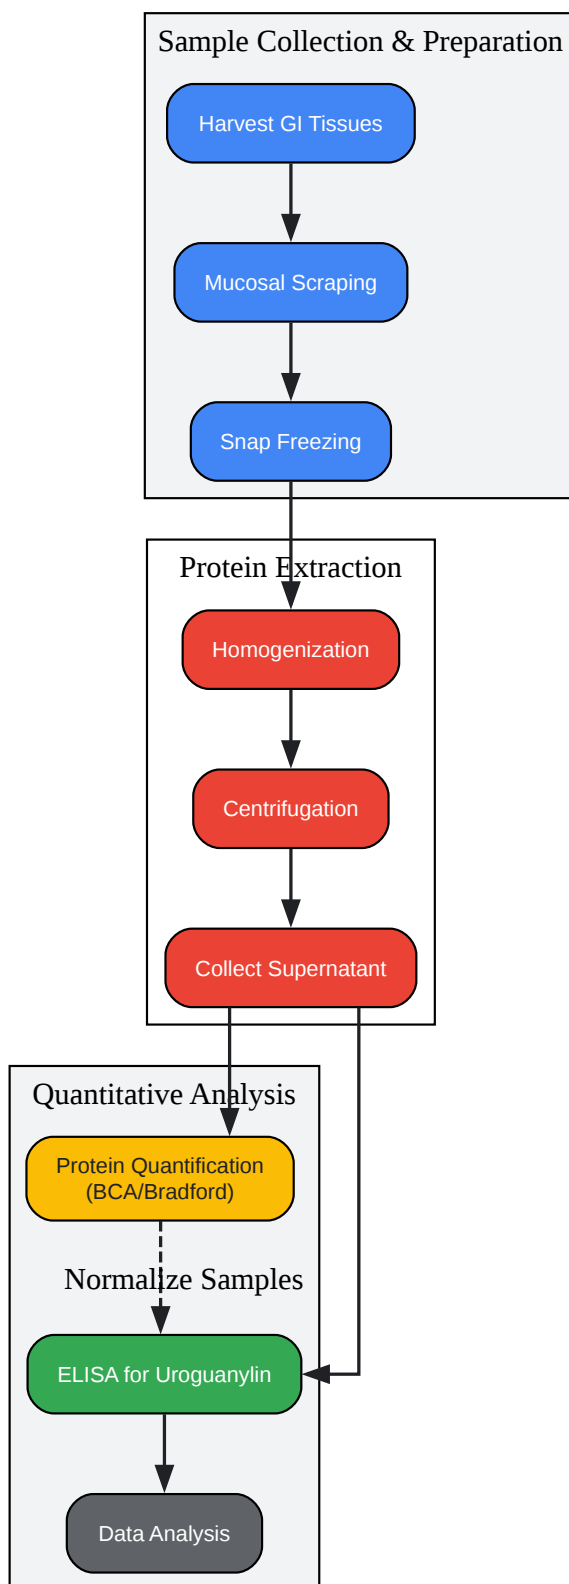 Sample Collection & Preparation
Harvest GI Tissues
Mucosal Scraping
Snap Freezing
Protein Extraction
Homogenization
Centrifugation
Collect Supernatant
Quantitative Analysis
Protein Quantification
(BCA/Bradford)
Normalize Samples
ELISA for Uroguanylin
Data Analysis